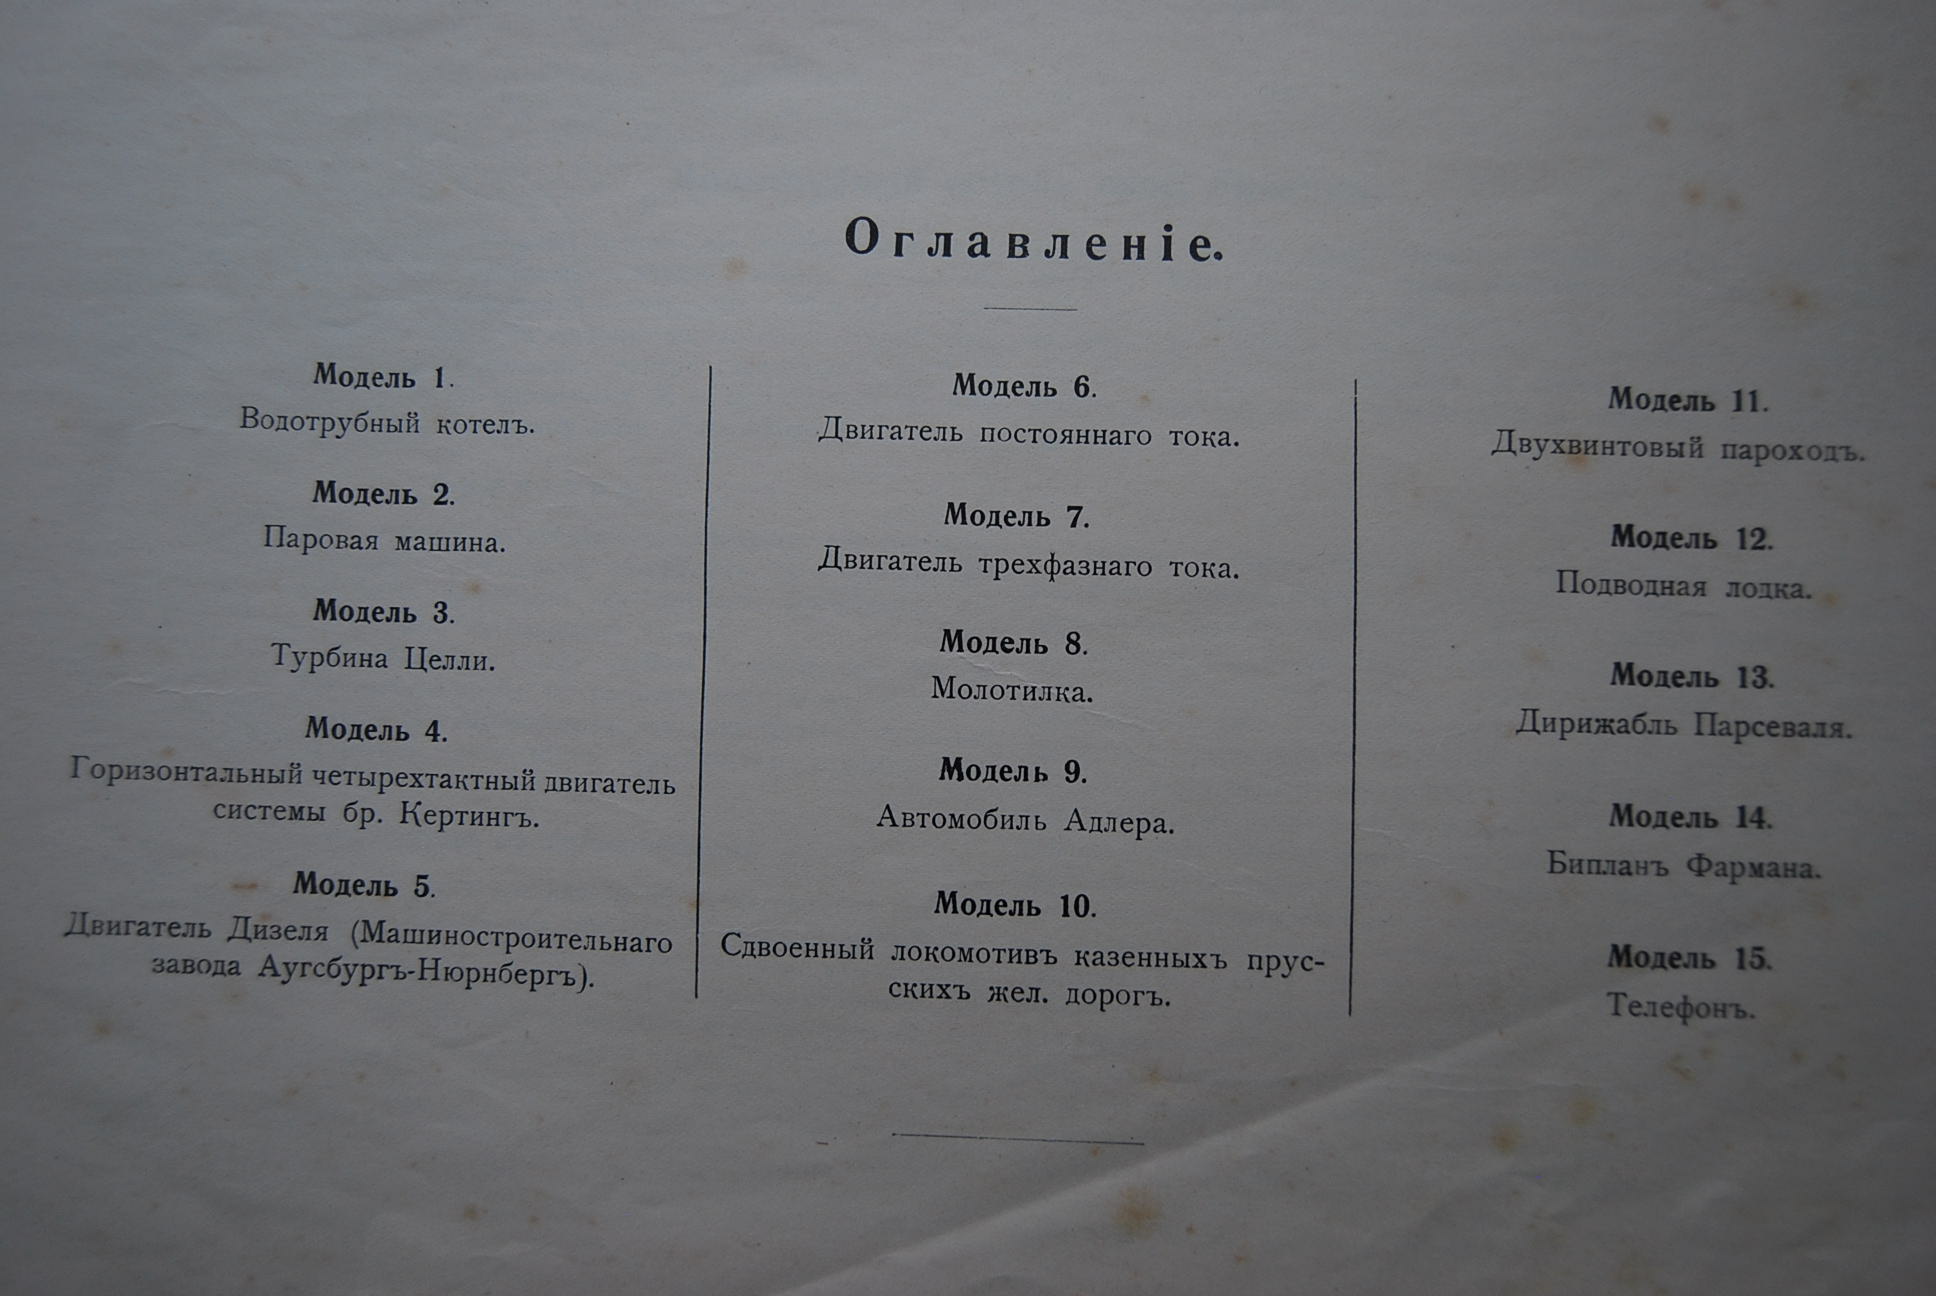 Оглавленіе.
Модель 1.
Водотрубный котелъ.
Модель 2.
Паровая машина.
Модель 3.
Турбина Целли.
Модель 4.
Горизонтальный четырехтактный двигатель
системы бр. Кертингъ.
Модель 5.
Двигатель Дизеля (Машиностроительнаго
завода Аугсбургъ-Нюрнбергъ).
Модель 6.
Двигатель постояннаго тока.
Модель 7.
Двигатель трехфазнаго тока.
Модель 8.
Молотилка.
Модель 9.
Автомобиль Адлера.
Модель 10.
Сдвоенный локомотивъ казенныхъ прус-
скихъ жел. дорогъ.
Модель 11.
Двухвинтовый пароходъ.
Модель 12.
Подводная лодка.
Модель 13.
Дирижабль Парсеваля.
Модель 14.
Бипланъ Фармана.
Модель 15.
Телефонъ.